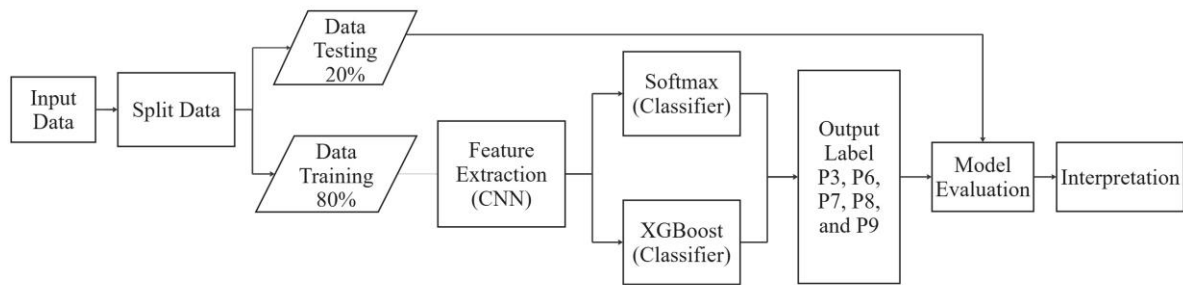 Input
Data
Split Data
Data
Testing
20%
Data
Training
80%
Feature
Extraction
(CNN)
Softmax
(Classifier)
XGBoost
(Classifier)
Output
Label
P3, P6,
P7, P8,
and P9
Model
Evaluation
Interpretation